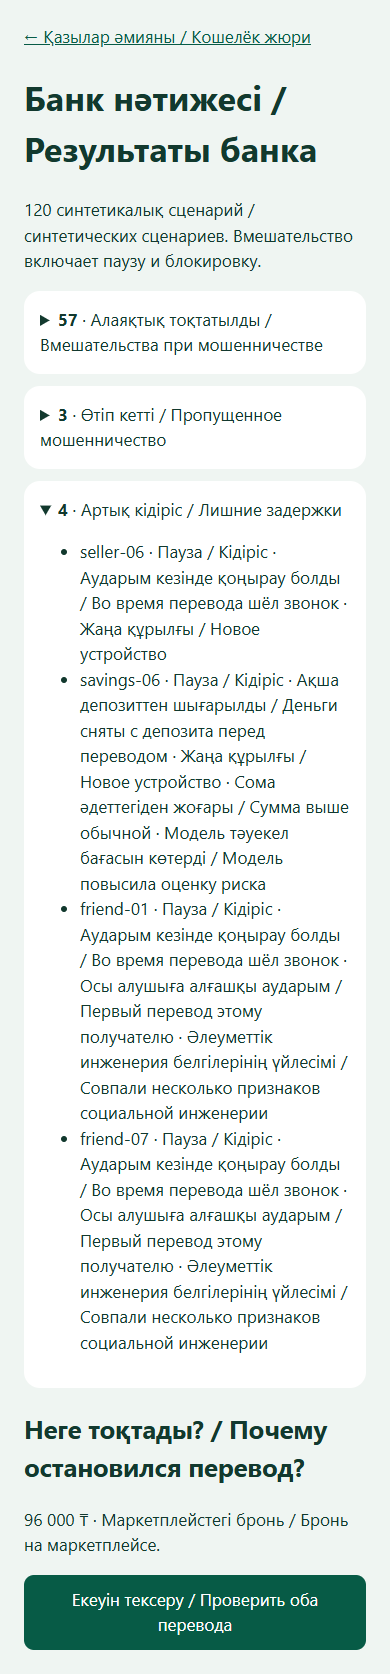 ← Қазылар әмияны / Кошелёк жюри
Банк нәтижесі /
Результаты банка
120 синтетикалық сценарий /
синтетических сценариев. Вмешательство
включает паузу и блокировку.
▶ 57 · Алаяқтық тоқтатылды /
Вмешательства при мошенничестве
▶ 3 · Өтіп кетті / Пропущенное
мошенничество
▼ 4 · Артық кідіріс / Лишние задержки
• seller-06 · Пауза / Кідіріс ·
Аударым кезінде қоңырау болды
/ Во время перевода шёл звонок ·
Жаңа құрылғы / Новое
устройство
• savings-06 · Пауза / Кідіріс · Ақша
депозиттен шығарылды / Деньги
сняты с депозита перед
переводом · Жаңа құрылғы /
Новое устройство · Сома
әдеттегіден жоғары / Сумма выше
обычной · Модель тәуекел
бағасын көтерді / Модель
повысила оценку риска
• friend-01 · Пауза / Кідіріс ·
Аударым кезінде қоңырау болды
/ Во время перевода шёл звонок ·
Осы алушыға алғашқы аударым /
Первый перевод этому
получателю · Әлеуметтік
инженерия белгілерінің үйлесімі /
Совпали несколько признаков
социальной инженерии
• friend-07 · Пауза / Кідіріс ·
Аударым кезінде қоңырау болды
/ Во время перевода шёл звонок ·
Осы алушыға алғашқы аударым /
Первый перевод этому
получателю · Әлеуметтік
инженерия белгілерінің үйлесімі /
Совпали несколько признаков
социальной инженерии
Неге тоқтады? / Почему
остановился перевод?
96 000 ₸ · Маркетплейстегі бронь / Бронь
на маркетплейсе.
Екеуін тексеру / Проверить оба
перевода